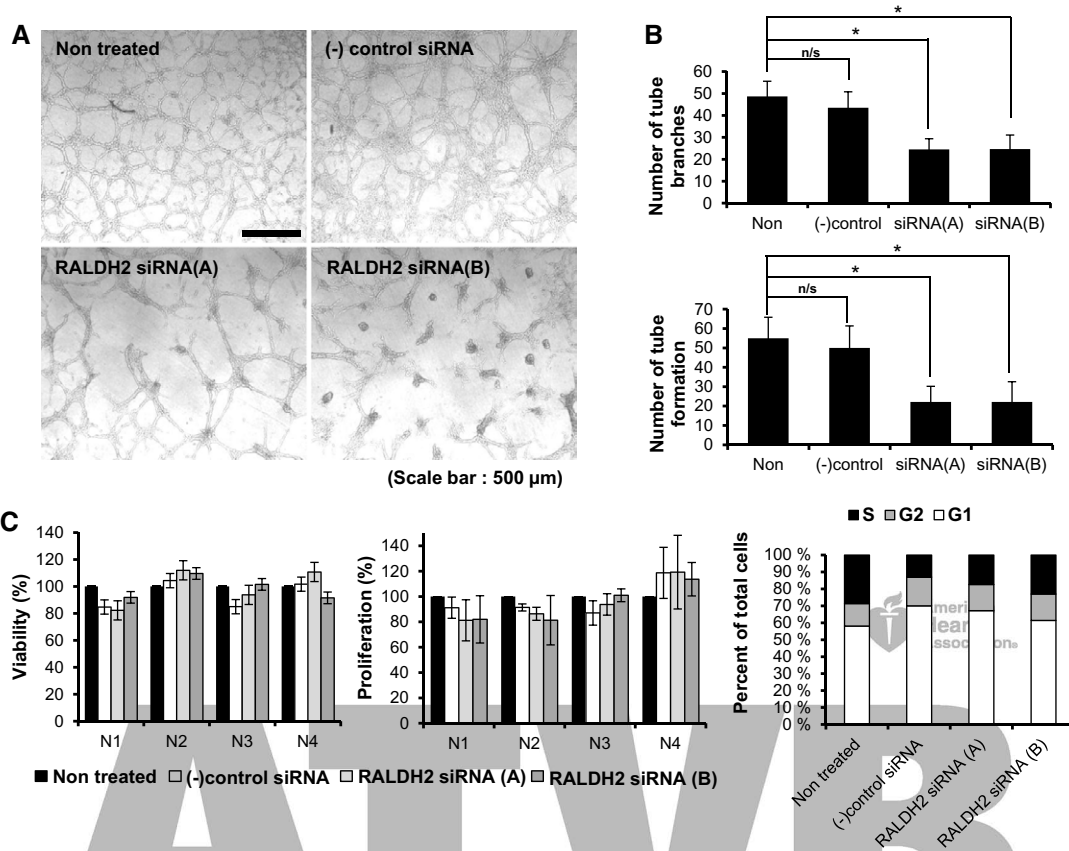 A
Non treated
(-) control siRNA
RALDH2 siRNA(A)
RALDH2 siRNA(B)
(Scale bar : 500 µm)
B
*
*
n/s
Number of tube
branches
60
50
40
30
20
10
0
Non
(-)control
siRNA(A)
siRNA(B)
*
*
n/s
Number of tube
formation
70
60
50
40
30
20
10
0
Non
(-)control
siRNA(A)
siRNA(B)
C
Viability (%)
140
120
100
80
60
40
20
0
N1
N2
N3
N4
Proliferation (%)
140
120
100
80
60
40
20
0
N1
N2
N3
N4
Non treated
(-)control siRNA
RALDH2 siRNA (A)
RALDH2 siRNA (B)
S
G2
G1
Percent of total cells
100 %
90 %
80 %
70 %
60 %
50 %
40 %
30 %
20 %
10 %
0 %
Non treated
(-)control siRNA
RALDH2 siRNA (A)
RALDH2 siRNA (B)
ATVB